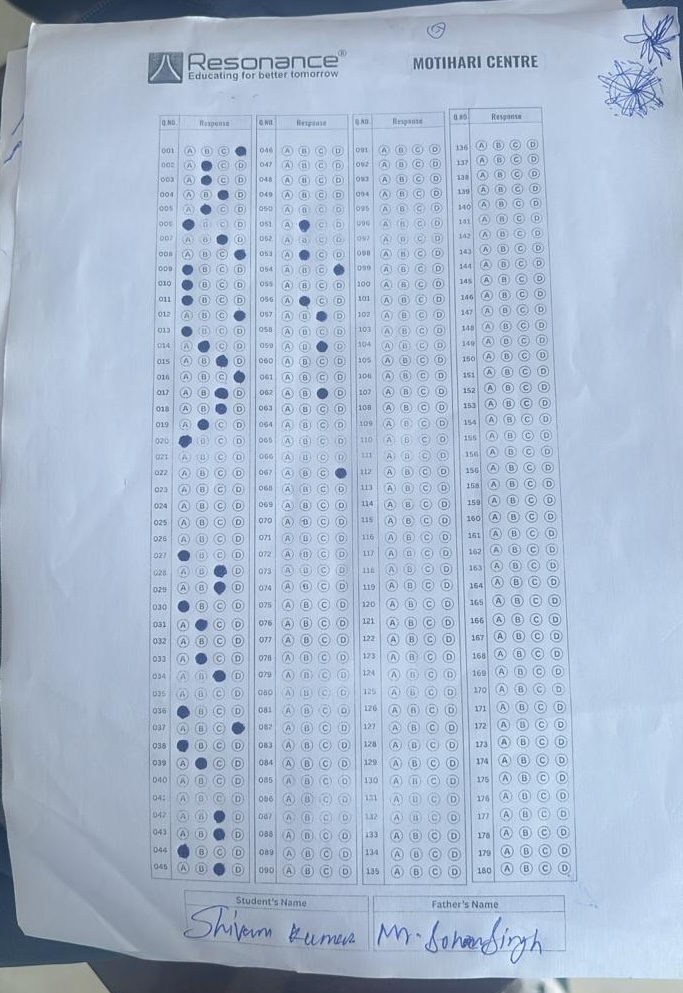 Resonance®
Educating for better tomorrow
MOTIHARI CENTRE
Q.NO. Response Q.NO. Response Q.NO. Response Q.NO. Response
001 A B C 046 A B C D 091 A B C D 136 A B C D
002 A C D 047 A B C D 092 A B C D 137 A B C D
003 A C D 048 A B C D 093 A B C D 138 A B C D
004 A B D 049 A B C D 094 A B C D 139 A B C D
005 A C D 050 A B C D 095 A B C D 140 A B C D
006 B C D 051 A C D 096 A B C D 141 A B C D
007 A B D 052 A B C D 097 A B C D 142 A B C D
008 A B C 053 A C D 098 A B C D 143 A B C D
009 B C D 054 A B C 099 A B C D 144 A B C D
010 B C D 055 A B C D 100 A B C D 145 A B C D
011 B C D 056 A C D 101 A B C D 146 A B C D
012 A B C 057 A B D 102 A B C D 147 A B C D
013 B C D 058 A B C D 103 A B C D 148 A B C D
014 A C D 059 A B D 104 A B C D 149 A B C D
015 A B D 060 A B C D 105 A B C D 150 A B C D
016 A B C 061 A B C D 106 A B C D 151 A B C D
017 A B D 062 A B D 107 A B C D 152 A B C D
018 A B D 063 A B C D 108 A B C D 153 A B C D
019 A C D 064 A B C D 109 A B C D 154 A B C D
020 B C D 065 A B C D 110 A B C D 155 A B C D
021 A B C D 066 A B C D 111 A B C D 156 A B C D
022 A B C D 067 A B C 112 A B C D 156 A B C D
023 A B C D 068 A B C D 113 A B C D 158 A B C D
024 A B C D 069 A B C D 114 A B C D 159 A B C D
025 A B C D 070 A B C D 115 A B C D 160 A B C D
026 A B C D 071 A B C D 116 A B C D 161 A B C D
027 B C D 072 A B C D 117 A B C D 162 A B C D
028 A B D 073 A B C D 118 A B C D 163 A B C D
029 A B D 074 A B C D 119 A B C D 164 A B C D
030 B C D 075 A B C D 120 A B C D 165 A B C D
031 A C D 076 A B C D 121 A B C D 166 A B C D
032 A B C D 077 A B C D 122 A B C D 167 A B C D
033 A C D 078 A B C D 123 A B C D 168 A B C D
034 A B D 079 A B C D 124 A B C D 169 A B C D
035 A B C D 080 A B C D 125 A B C D 170 A B C D
036 B C D 081 A B C D 126 A B C D 171 A B C D
037 A B C 082 A B C D 127 A B C D 172 A B C D
038 B C D 083 A B C D 128 A B C D 173 A B C D
039 A C D 084 A B C D 129 A B C D 174 A B C D
040 A B C D 085 A B C D 130 A B C D 175 A B C D
041 A B C D 086 A B C D 131 A B C D 176 A B C D
042 A B D 087 A B C D 132 A B C D 177 A B C D
043 A B D 088 A B C D 133 A B C D 178 A B C D
044 B C D 089 A B C D 134 A B C D 179 A B C D
045 A B D 090 A B C D 135 A B C D 180 A B C D
Student's Name Father's Name
Shivam Kumar Mr. Sohan Singh